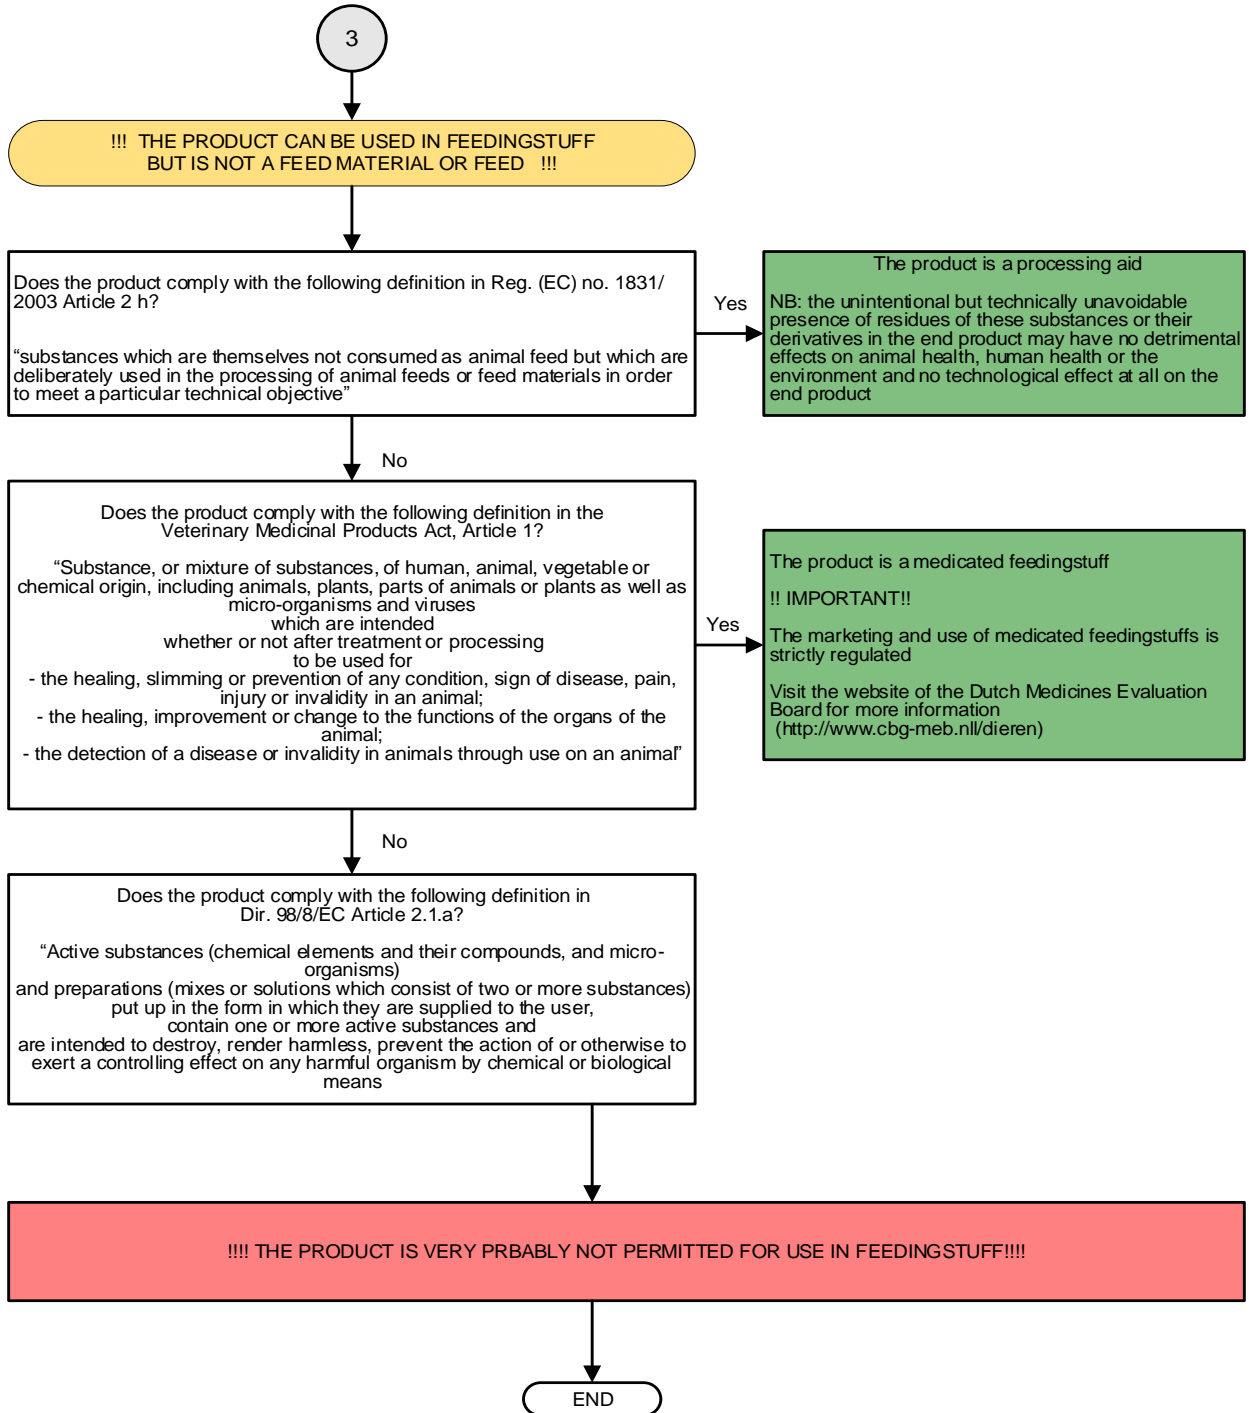 3
!!! THE PRODUCT CAN BE USED IN FEEDINGSTUFF
BUT IS NOT A FEED MATERIAL OR FEED !!!
Does the product comply with the following definition in Reg. (EC) no. 1831/
2003 Article 2 h?
“substances which are themselves not consumed as animal feed but which are
deliberately used in the processing of animal feeds or feed materials in order
to meet a particular technical objective”
Yes
The product is a processing aid
NB: the unintentional but technically unavoidable
presence of residues of these substances or their
derivatives in the end product may have no detrimental
effects on animal health, human health or the
environment and no technological effect at all on the
end product
No
Does the product comply with the following definition in the
Veterinary Medicinal Products Act, Article 1?
“Substance, or mixture of substances, of human, animal, vegetable or
chemical origin, including animals, plants, parts of animals or plants as well as
micro-organisms and viruses
which are intended
whether or not after treatment or processing
to be used for
- the healing, slimming or prevention of any condition, sign of disease, pain,
injury or invalidity in an animal;
- the healing, improvement or change to the functions of the organs of the
animal;
- the detection of a disease or invalidity in animals through use on an animal”
Yes
The product is a medicated feedingstuff
!! IMPORTANT!!
The marketing and use of medicated feedingstuffs is
strictly regulated
Visit the website of the Dutch Medicines Evaluation
Board for more information
(http://www.cbg-meb.nll/dieren)
No
Does the product comply with the following definition in
Dir. 98/8/EC Article 2.1.a?
“Active substances (chemical elements and their compounds, and micro-
organisms)
and preparations (mixes or solutions which consist of two or more substances)
put up in the form in which they are supplied to the user,
contain one or more active substances and
are intended to destroy, render harmless, prevent the action of or otherwise to
exert a controlling effect on any harmful organism by chemical or biological
means
!!!! THE PRODUCT IS VERY PRBABLY NOT PERMITTED FOR USE IN FEEDINGSTUFF!!!!
END